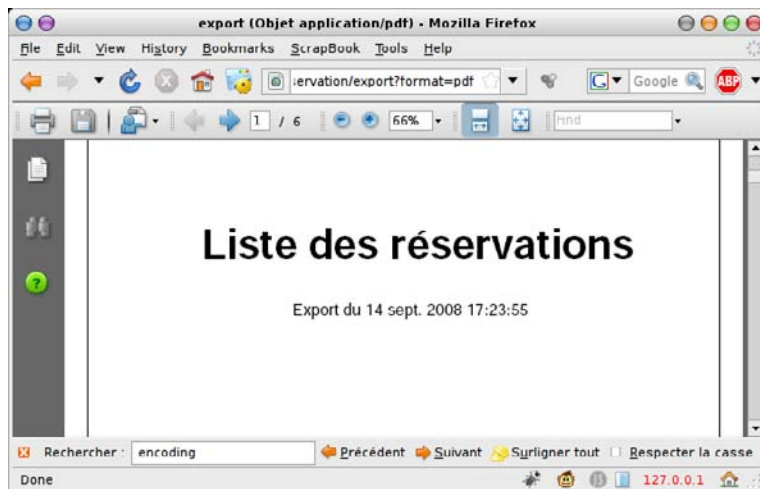 export (Objet application/pdf) - Mozilla Firefox
File Edit View History Bookmarks ScrapBook Tools Help
:ervation/export?format=pdf G Google ABP
1 / 6 66% Find
Liste des réservations
Export du 14 sept. 2008 17:23:55
?
Rechercher : encoding Précédent Suivant Surligner tout Respecter la casse
Done 127.0.0.1